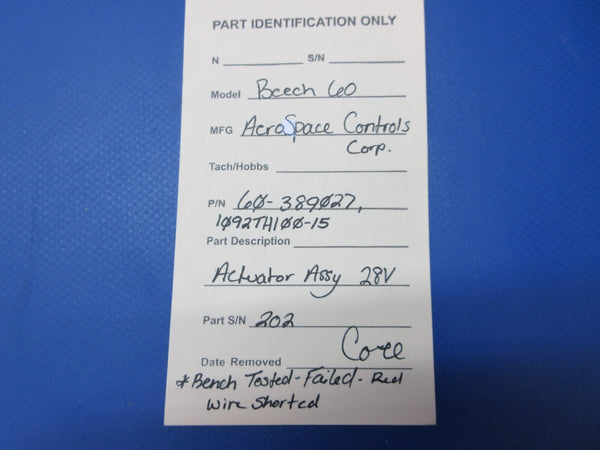 PART IDENTIFICATION ONLY
N S/N
Model Beech 60
MFG AeroSpace Controls
Corp.
Tach/Hobbs
P/N 60-389027,
1092TH100-15
Part Description
Actuator Assy 28V
Part S/N 202
Core
Date Removed
*Bench Tested-Failed-Red
wire shorted